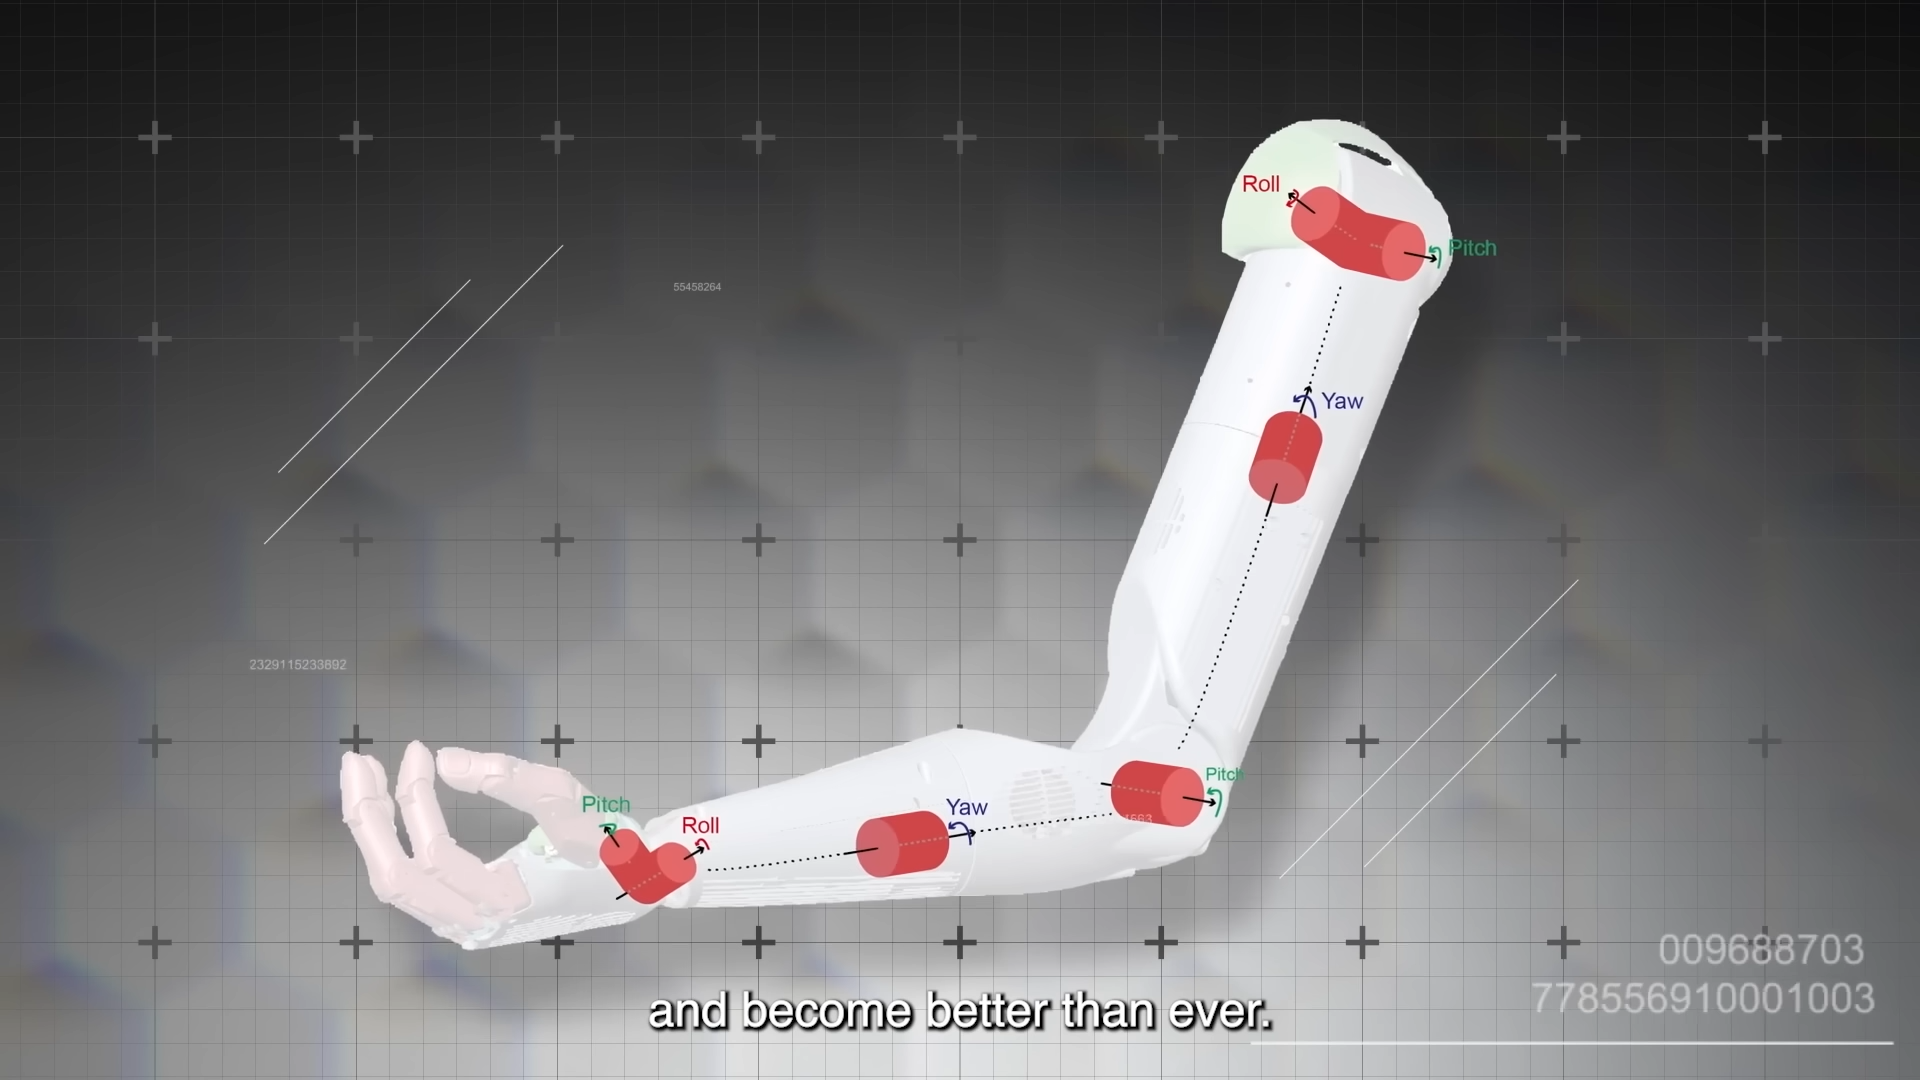 Roll
Pitch
55458264
Yaw
2329115233892
Pitch
Pitch
Yaw
Roll
009688703
778556910001003
and become better than ever.